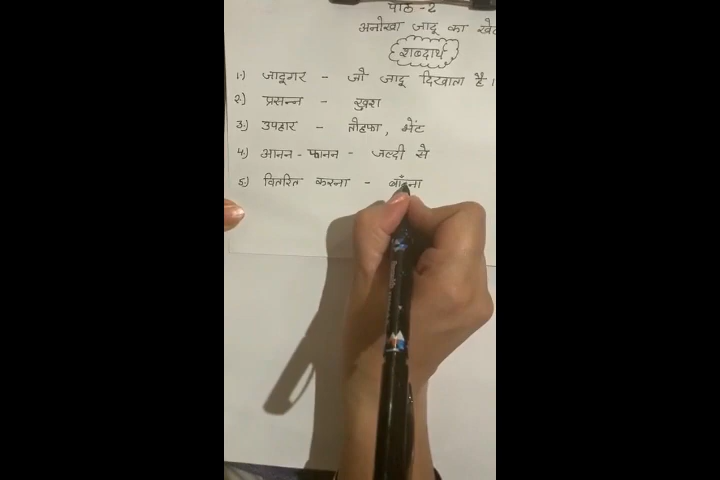 पाठ -2
अनोखा जादू का खे
शब्दार्थ
1.) जादूगर - जो जादू दिखाता है।
2.) प्रसन्न - खुश
3.) उपहार - तोहफा, भेंट
4.) आनन - फानन - जल्दी से
5.) वितरित करना - बाँटना